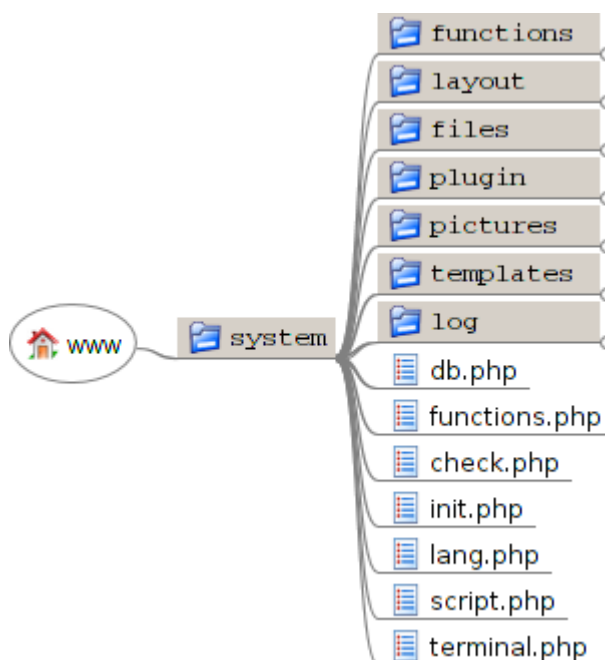 functions
layout
files
plugin
pictures
templates
log
www
system
db.php
functions.php
check.php
init.php
lang.php
script.php
terminal.php